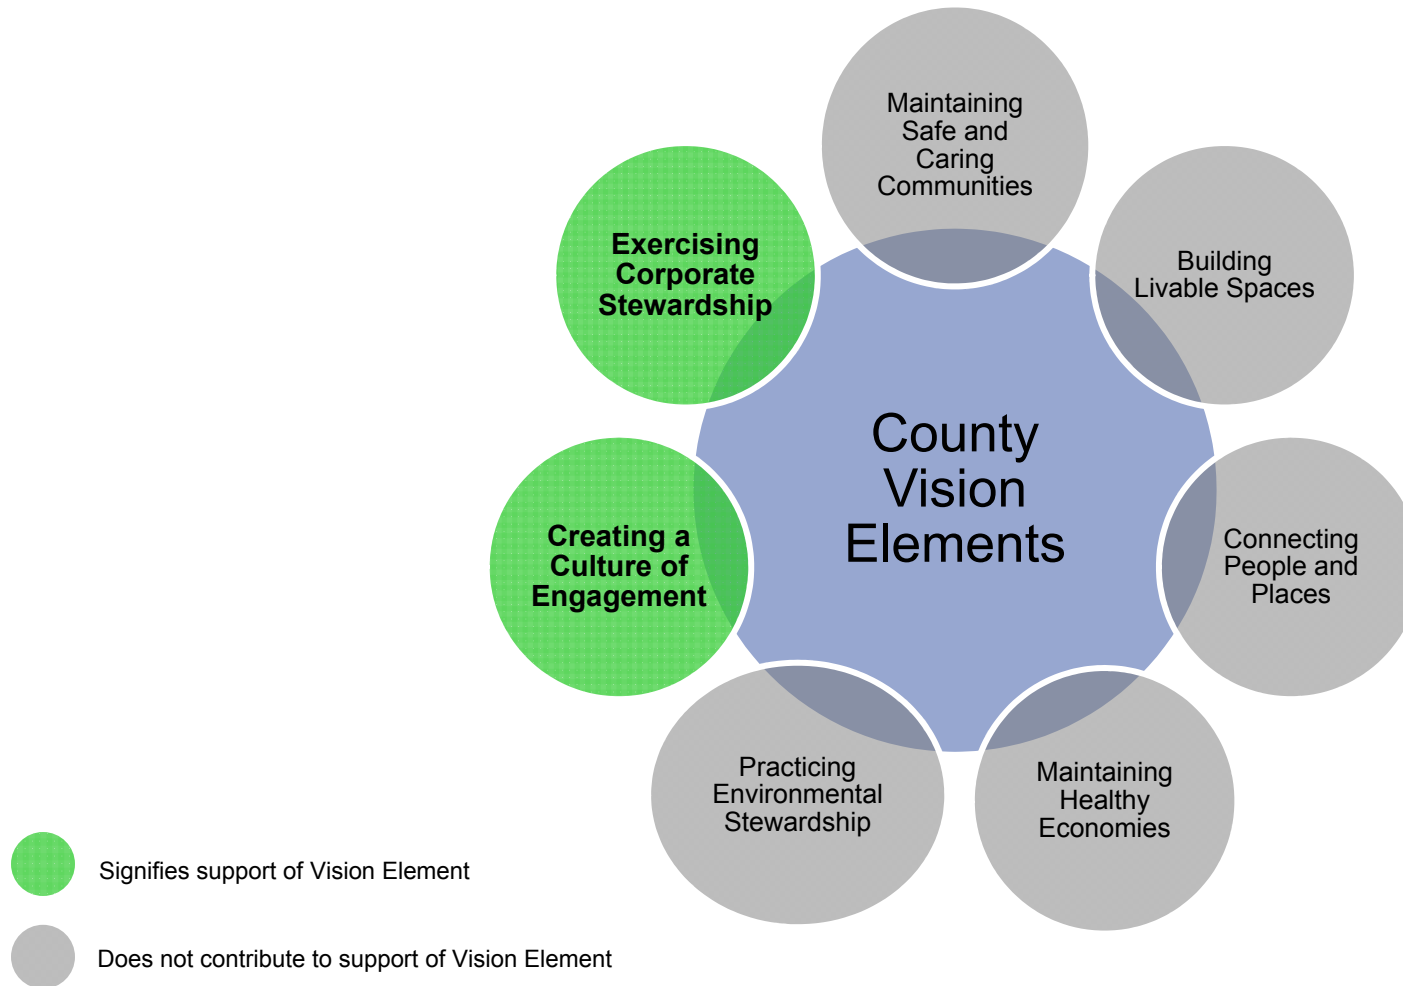 Maintaining
Safe and
Caring
Communities
Exercising
Corporate
Stewardship
Building
Livable Spaces
County
Vision
Elements
Creating a
Culture of
Engagement
Connecting
People and
Places
Practicing
Environmental
Stewardship
Maintaining
Healthy
Economies
Signifies support of Vision Element
Does not contribute to support of Vision Element